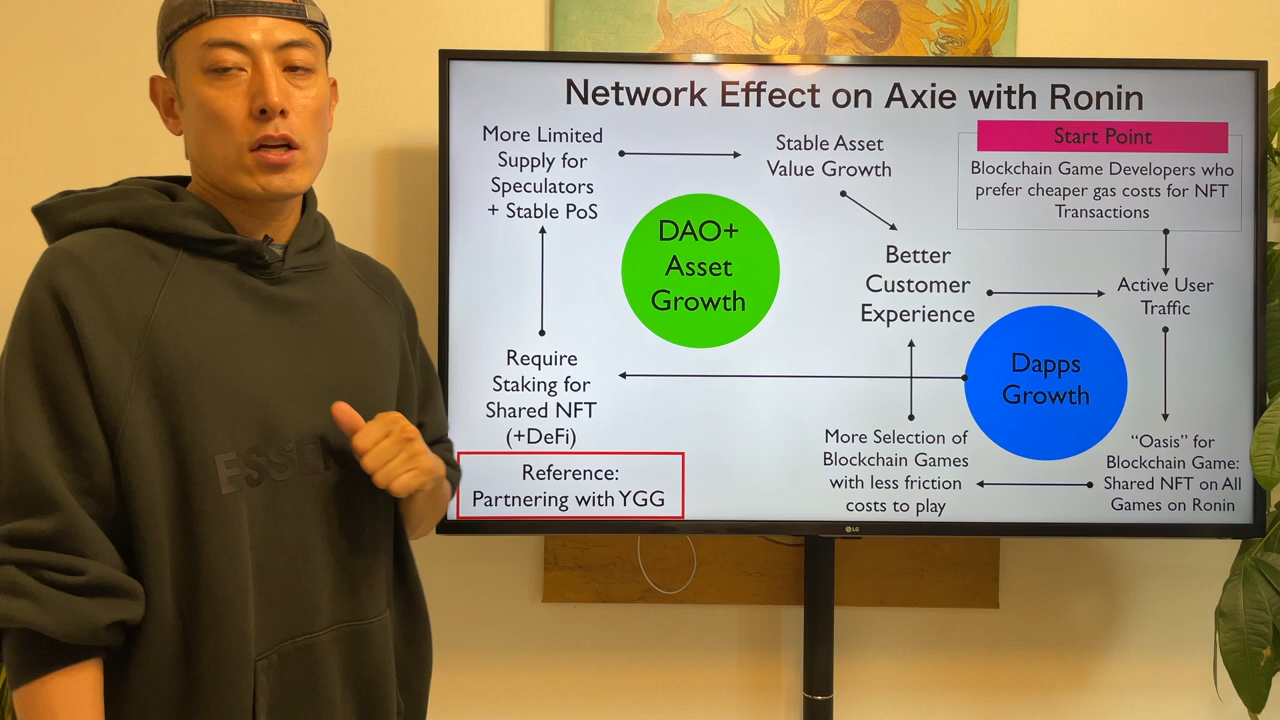 Network Effect on Axie with Ronin
More Limited
Supply for
Speculators
+ Stable PoS
Stable Asset
Value Growth
Start Point
Blockchain Game Developers who
prefer cheaper gas costs for NFT
Transactions
DAO+
Asset
Growth
Better
Customer
Experience
Active User
Traffic
Require
Staking for
Shared NFT
(+DeFi)
Dapps
Growth
Reference:
Partnering with YGG
More Selection of
Blockchain Games
with less friction
costs to play
“Oasis” for
Blockchain Game:
Shared NFT on All
Games on Ronin
LG